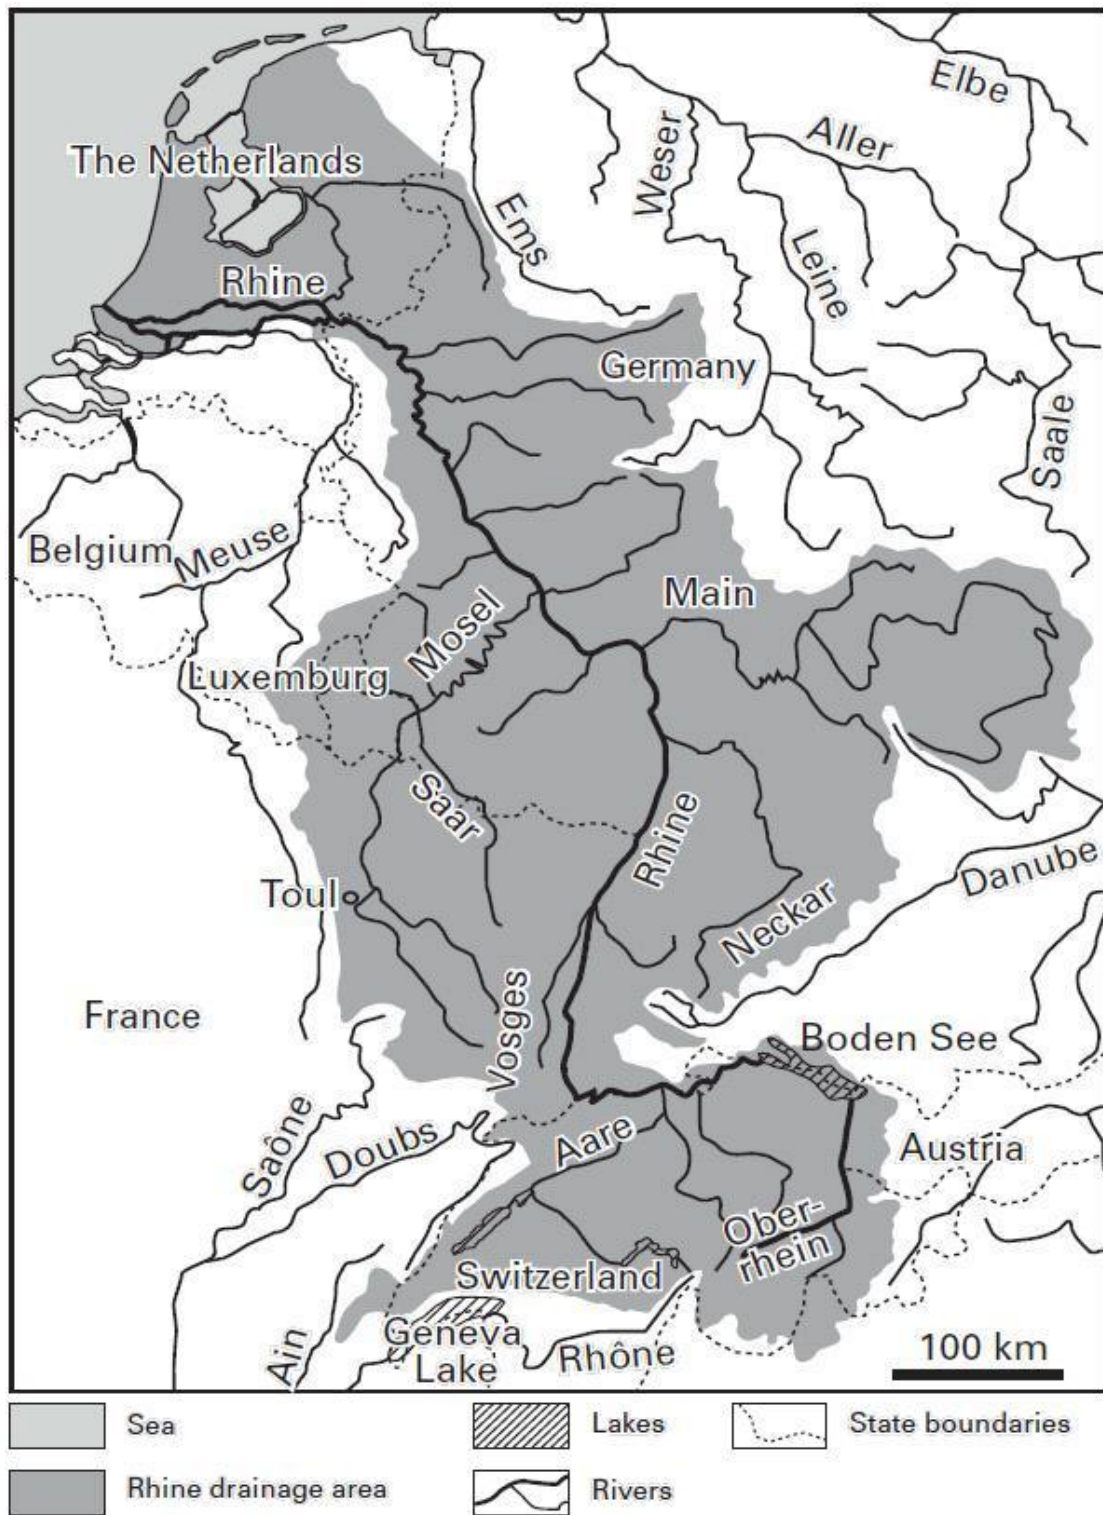 Elbe
Aller
Weser
The Netherlands
Ems
Leine
Rhine
Germany
Saale
Belgium
Meuse
Main
Mosel
Luxemburg
Saar
Rhine
Danube
Toul
Neckar
Vosges
France
Boden See
Saône
Doubs
Aare
Austria
Ober-
rhein
Switzerland
Geneva
Lake
Ain
Rhône
100 km
Sea
Lakes
State boundaries
Rhine drainage area
Rivers